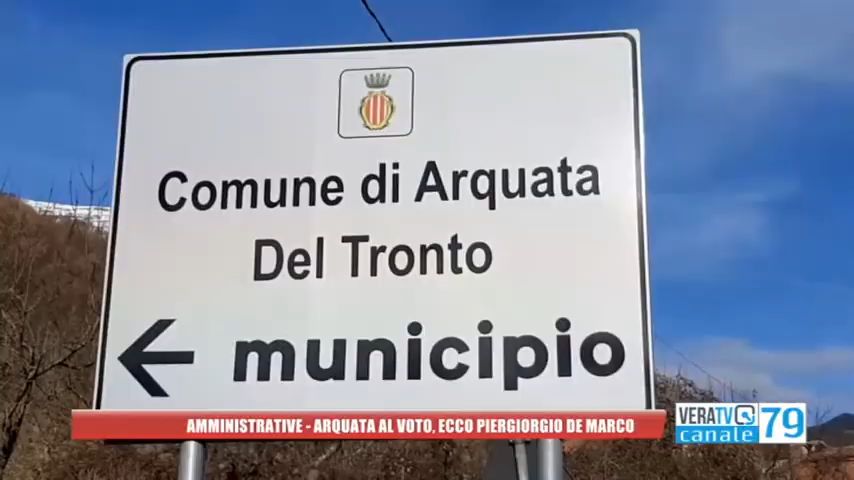 Comune di Arquata
Del Tronto
municipio
AMMINISTRATIVE - ARQUATA AL VOTO, ECCO PIERGIORGIO DE MARCO
VERATV
canale
79